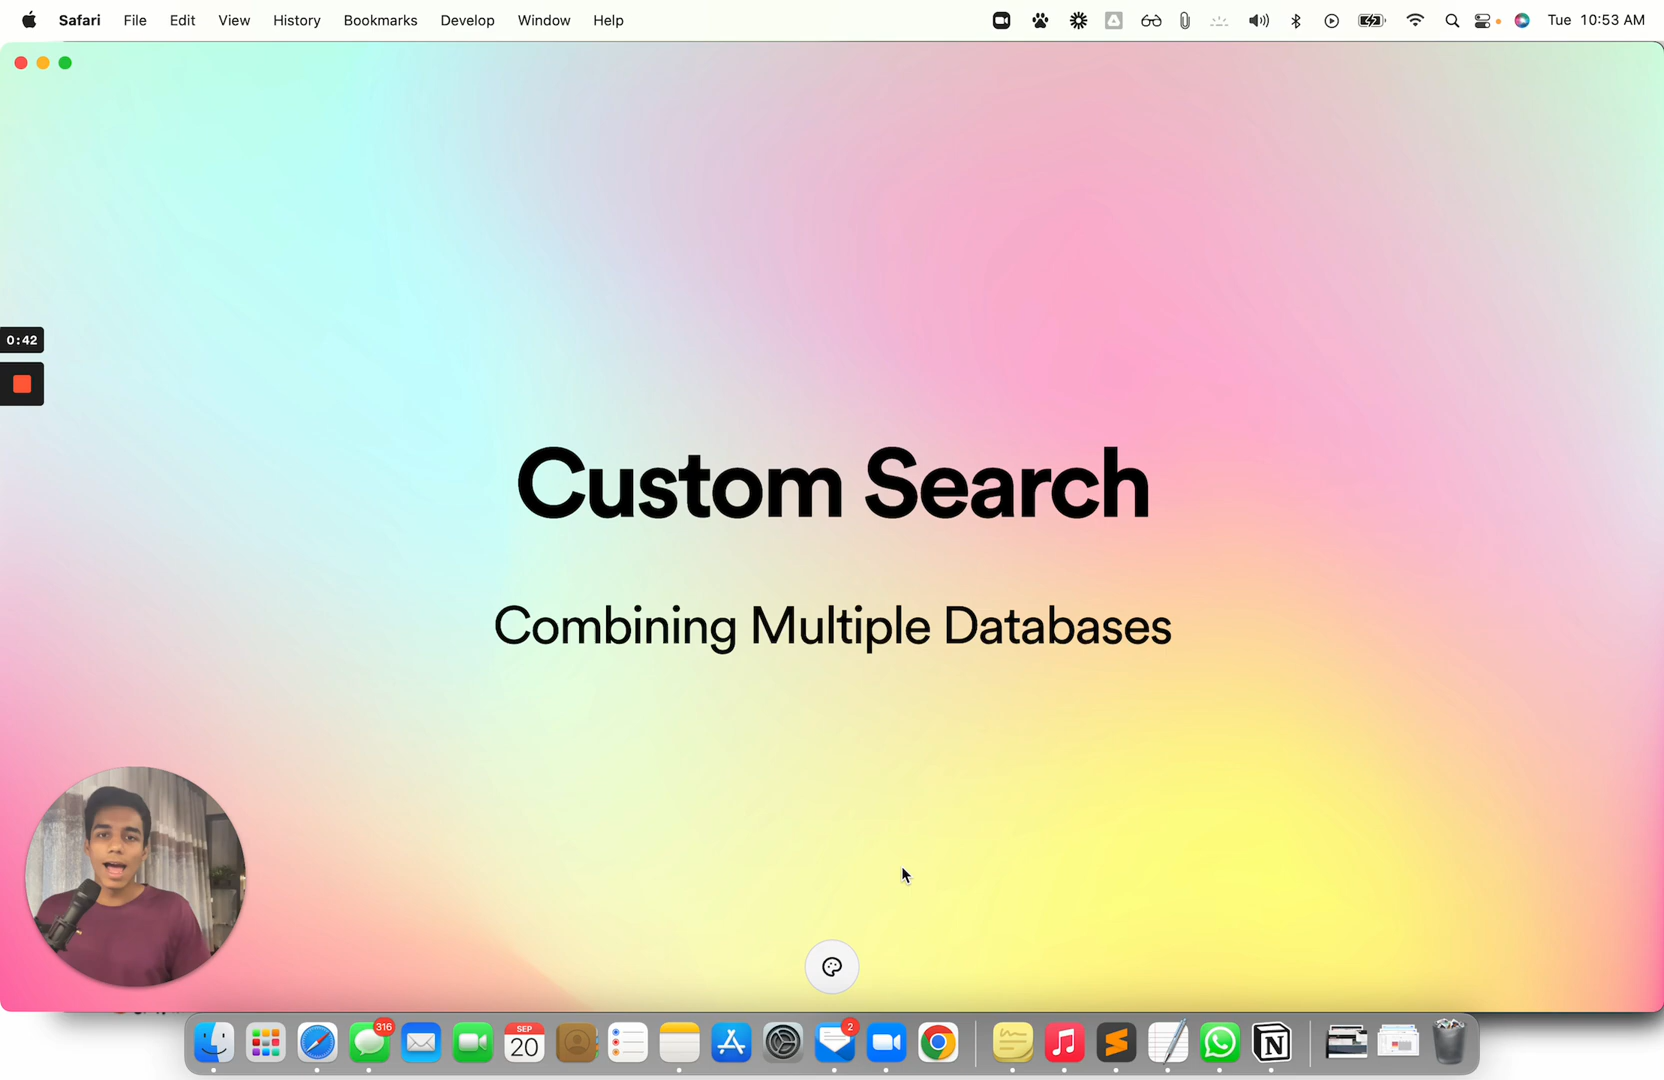 Safari File Edit View History Bookmarks Develop Window Help Tue 10:53 AM
0:42
Custom Search
Combining Multiple Databases
316
SEP
20
2